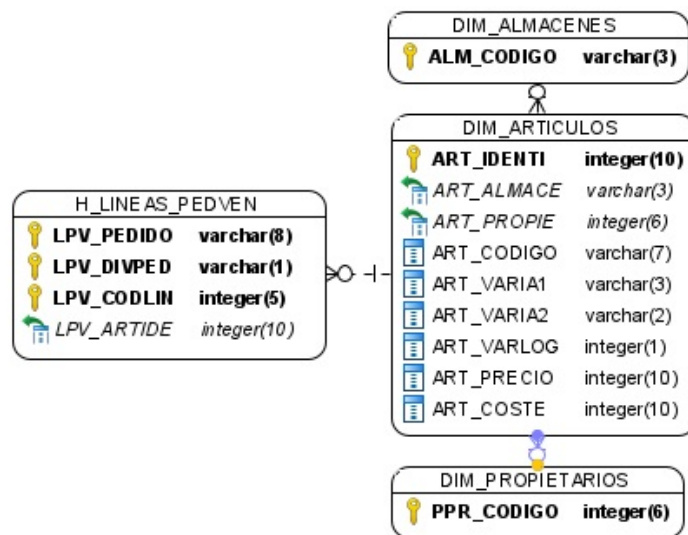 DIM_ALMACENES
ALM_CODIGO varchar(3)
DIM_ARTICULOS
ART_IDENTI integer(10)
ART_ALMACE varchar(3)
ART_PROPIE integer(6)
ART_CODIGO varchar(7)
ART_VARIA1 varchar(3)
ART_VARIA2 varchar(2)
ART_VARLOG integer(1)
ART_PRECIO integer(10)
ART_COSTE integer(10)
H_LINEAS_PEDVEN
LPV_PEDIDO varchar(8)
LPV_DIVPED varchar(1)
LPV_CODLIN integer(5)
LPV_ARTIDE integer(10)
DIM_PROPIETARIOS
PPR_CODIGO integer(6)